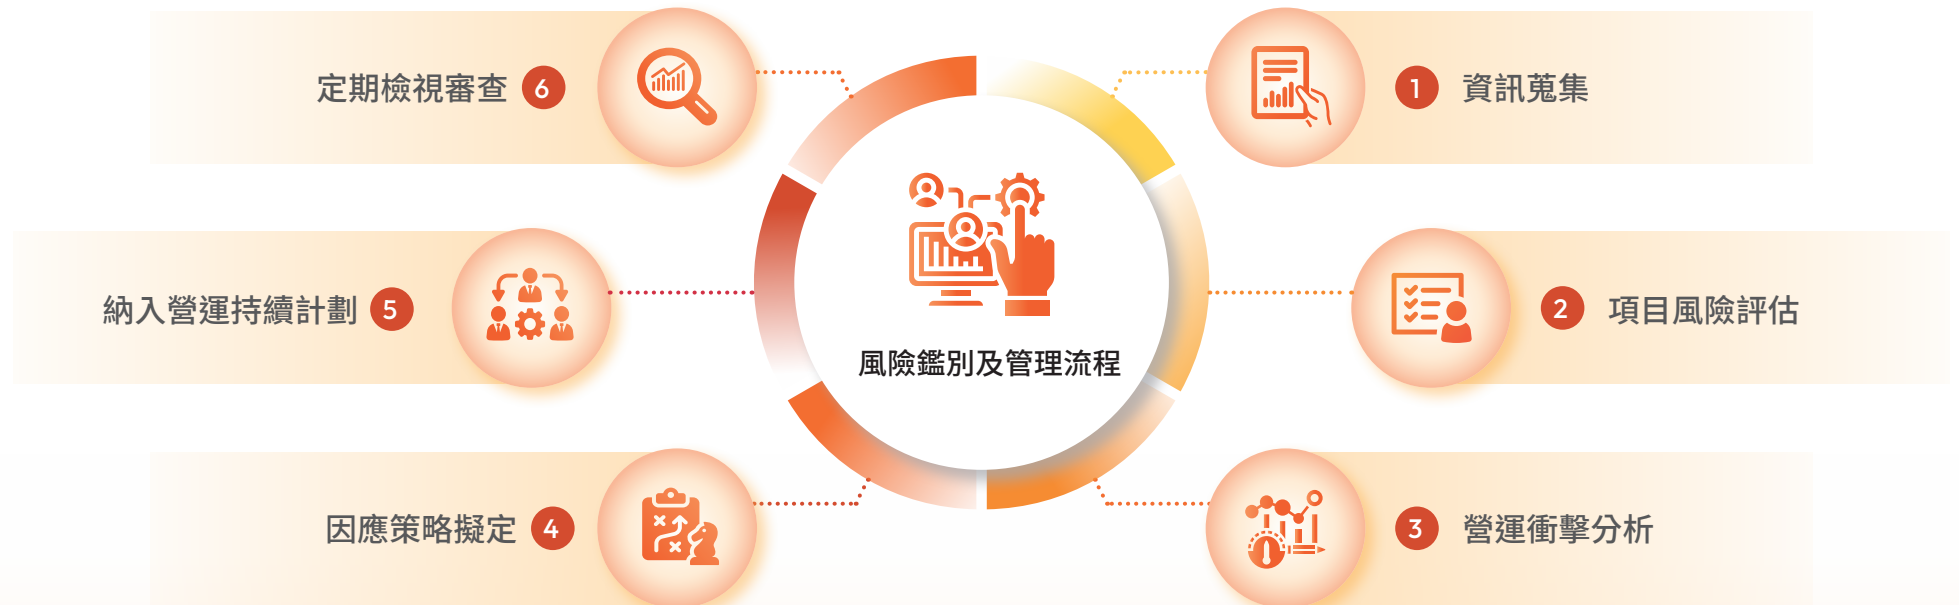 風險鑑別及管理流程
1 資訊蒐集
2 項目風險評估
3 營運衝擊分析
因應策略擬定 4
納入營運持續計劃 5
定期檢視審查 6